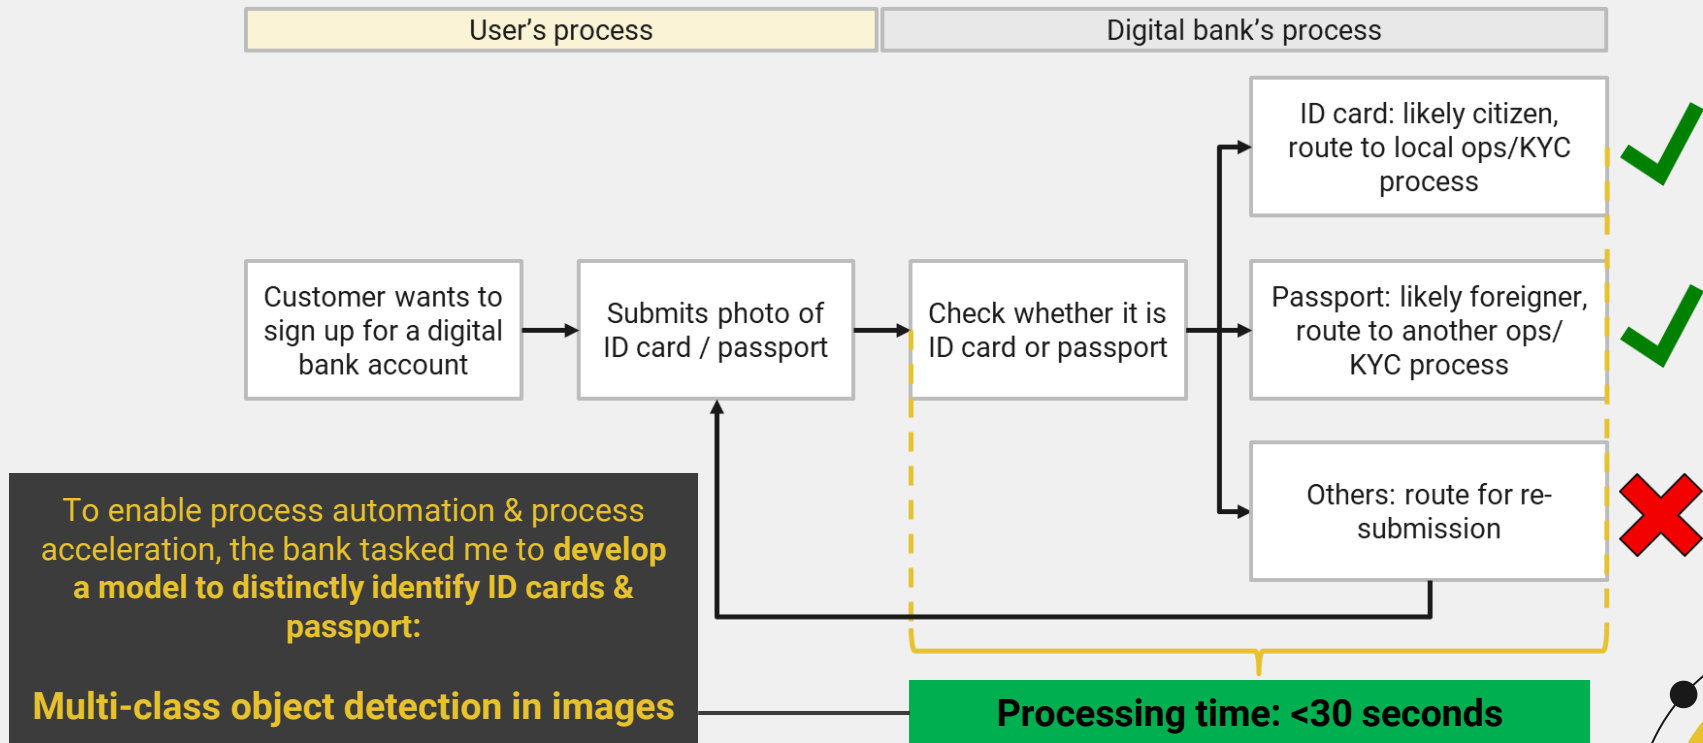 User's process
Digital bank's process
ID card: likely citizen,
route to local ops/KYC
process
Customer wants to
sign up for a digital
bank account
Submits photo of
ID card / passport
Check whether it is
ID card or passport
Passport: likely foreigner,
route to another ops/
KYC process
Others: route for re-
submission
To enable process automation & process
acceleration, the bank tasked me to develop
a model to distinctly identify ID cards &
passport:
Multi-class object detection in images
Processing time: <30 seconds